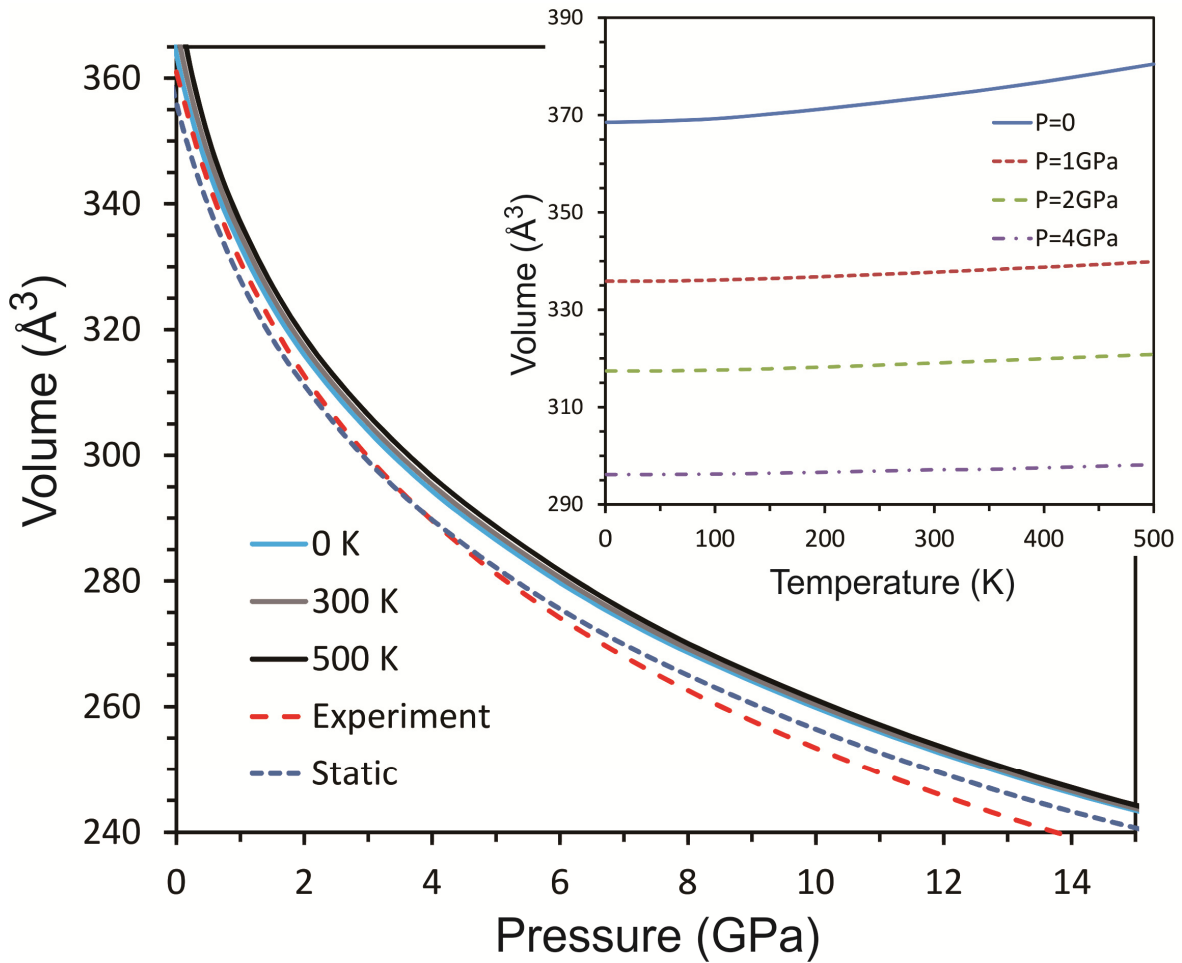 390
370
350
330
310
290
Volume (Å³)
P=0
P=1GPa
P=2GPa
P=4GPa
0 100 200 300 400 500
Temperature (K)
360
340
320
300
280
260
240
Volume (Å³)
0 K
300 K
500 K
Experiment
Static
0 2 4 6 8 10 12 14
Pressure (GPa)